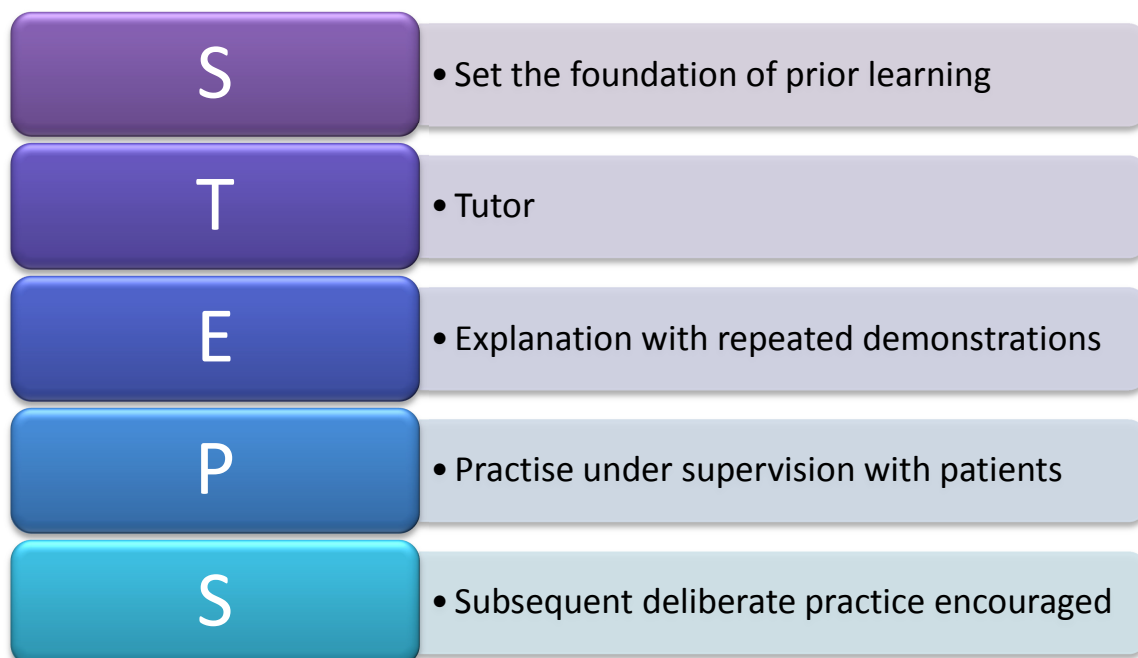 S
• Set the foundation of prior learning
T
• Tutor
E
• Explanation with repeated demonstrations
P
• Practise under supervision with patients
S
• Subsequent deliberate practice encouraged